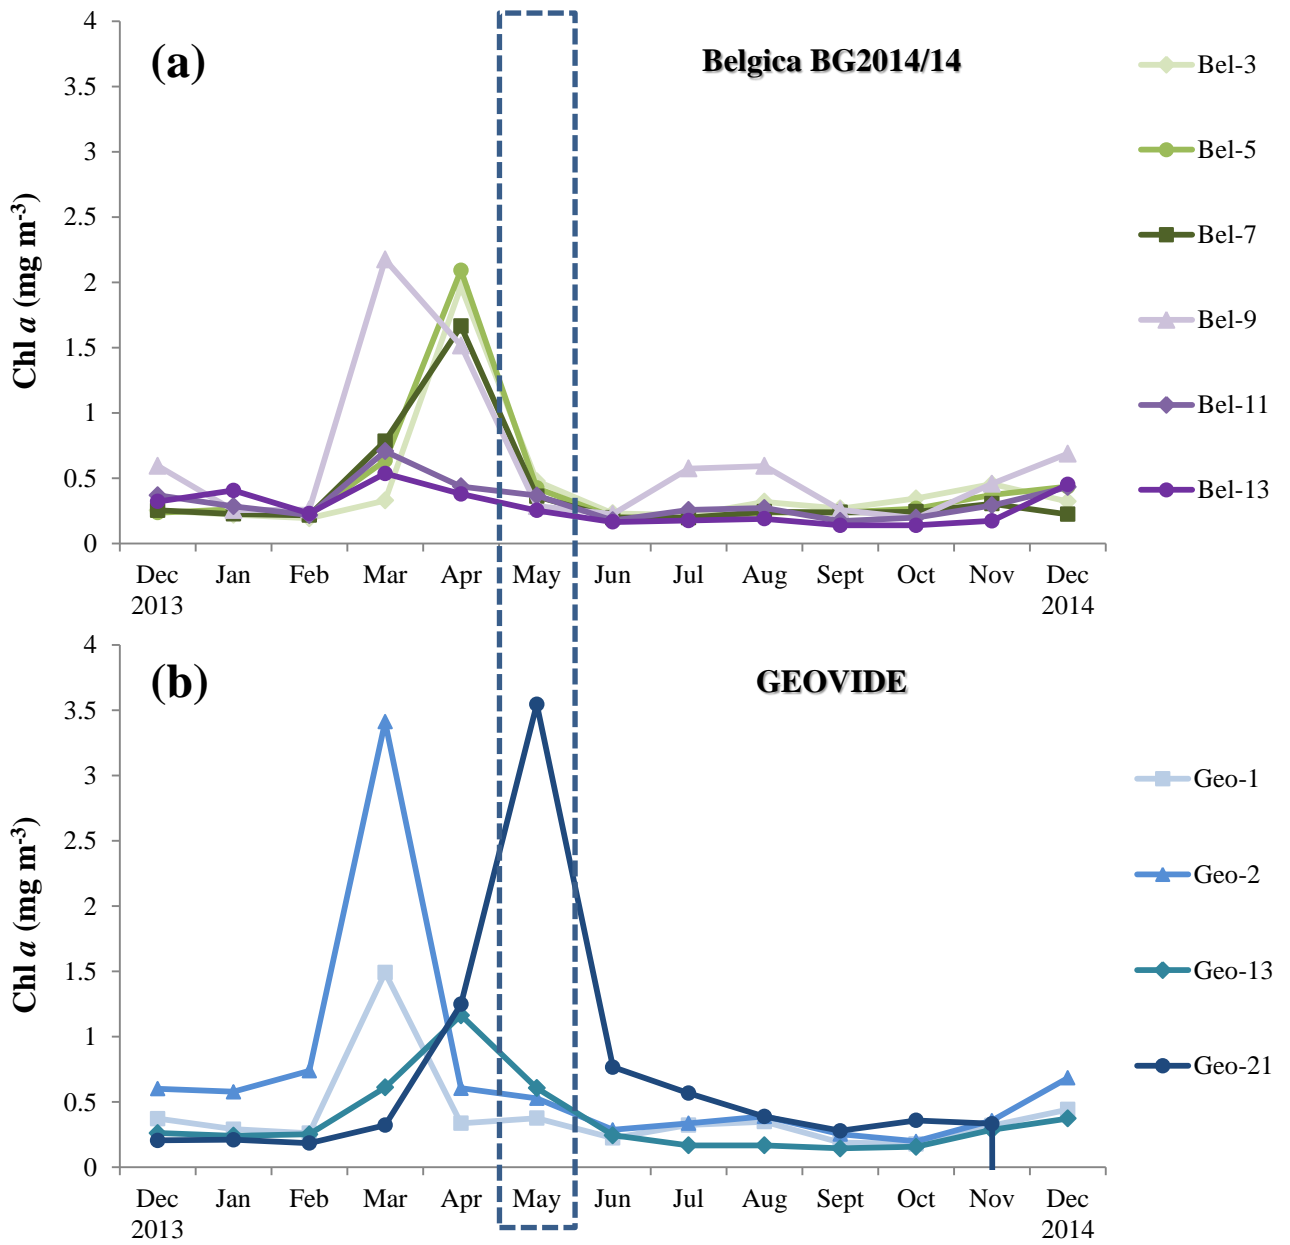 (a)
Belgica BG2014/14
Chl a (mg m-3)
4
3.5
3
2.5
2
1.5
1
0.5
0
Dec Jan Feb Mar Apr May Jun Jul Aug Sept Oct Nov Dec
2013 2014
Bel-3
Bel-5
Bel-7
Bel-9
Bel-11
Bel-13
(b)
GEOVIDE
Chl a (mg m-3)
4
3.5
3
2.5
2
1.5
1
0.5
0
Dec Jan Feb Mar Apr May Jun Jul Aug Sept Oct Nov Dec
2013 2014
Geo-1
Geo-2
Geo-13
Geo-21